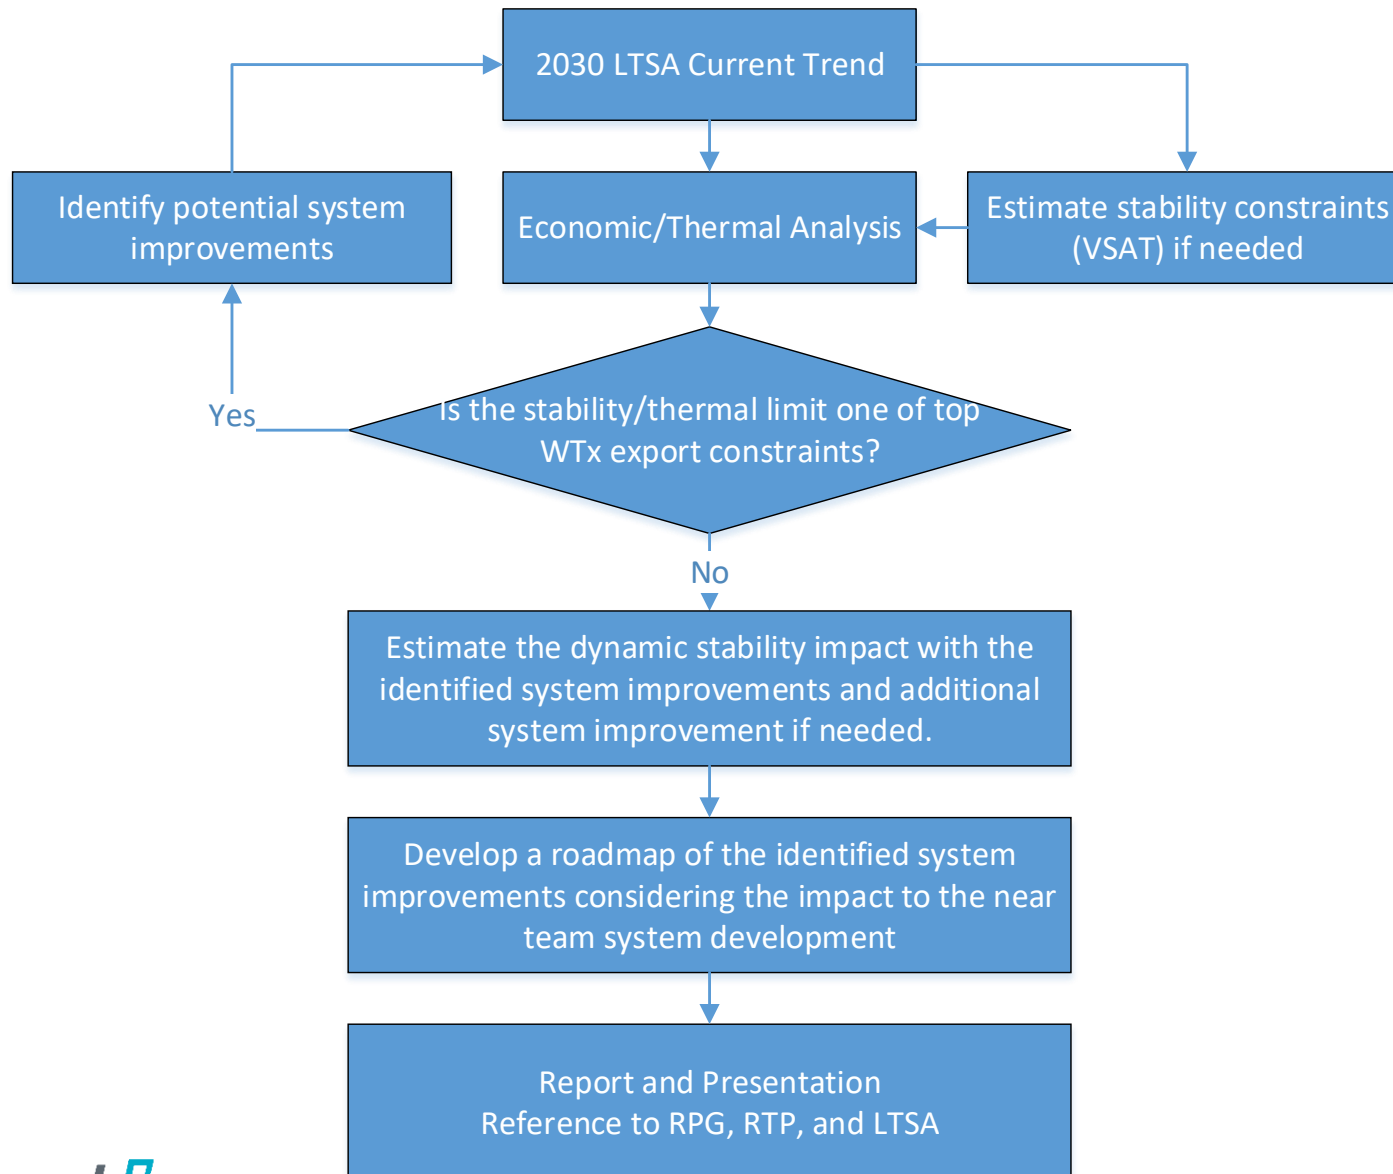 2030 LTSA Current Trend
Identify potential system
improvements
Economic/Thermal Analysis
Estimate stability constraints
(VSAT) if needed
Is the stability/thermal limit one of top
WTx export constraints?
Yes
No
Estimate the dynamic stability impact with the
identified system improvements and additional
system improvement if needed.
Develop a roadmap of the identified system
improvements considering the impact to the near
team system development
Report and Presentation
Reference to RPG, RTP, and LTSA